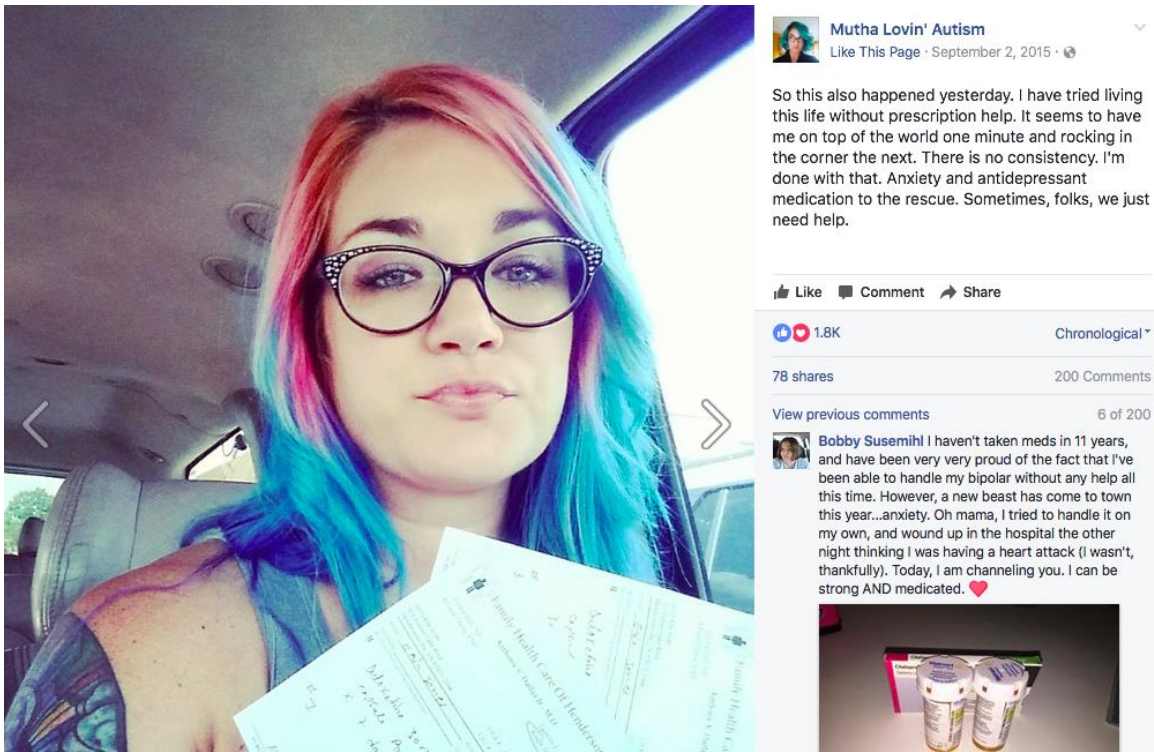 Mutha Lovin' Autism
Like This Page · September 2, 2015 ·
So this also happened yesterday. I have tried living
this life without prescription help. It seems to have
me on top of the world one minute and rocking in
the corner the next. There is no consistency. I'm
done with that. Anxiety and antidepressant
medication to the rescue. Sometimes, folks, we just
need help.
Like Comment Share
1.8K Chronological
78 shares 200 Comments
View previous comments 6 of 200
Bobby Susemihl I haven't taken meds in 11 years,
and have been very very proud of the fact that I've
been able to handle my bipolar without any help all
this time. However, a new beast has come to town
this year...anxiety. Oh mama, I tried to handle it on
my own, and wound up in the hospital the other
night thinking I was having a heart attack (I wasn't,
thankfully). Today, I am channeling you. I can be
strong AND medicated.
Family Health Care Of
Family Health